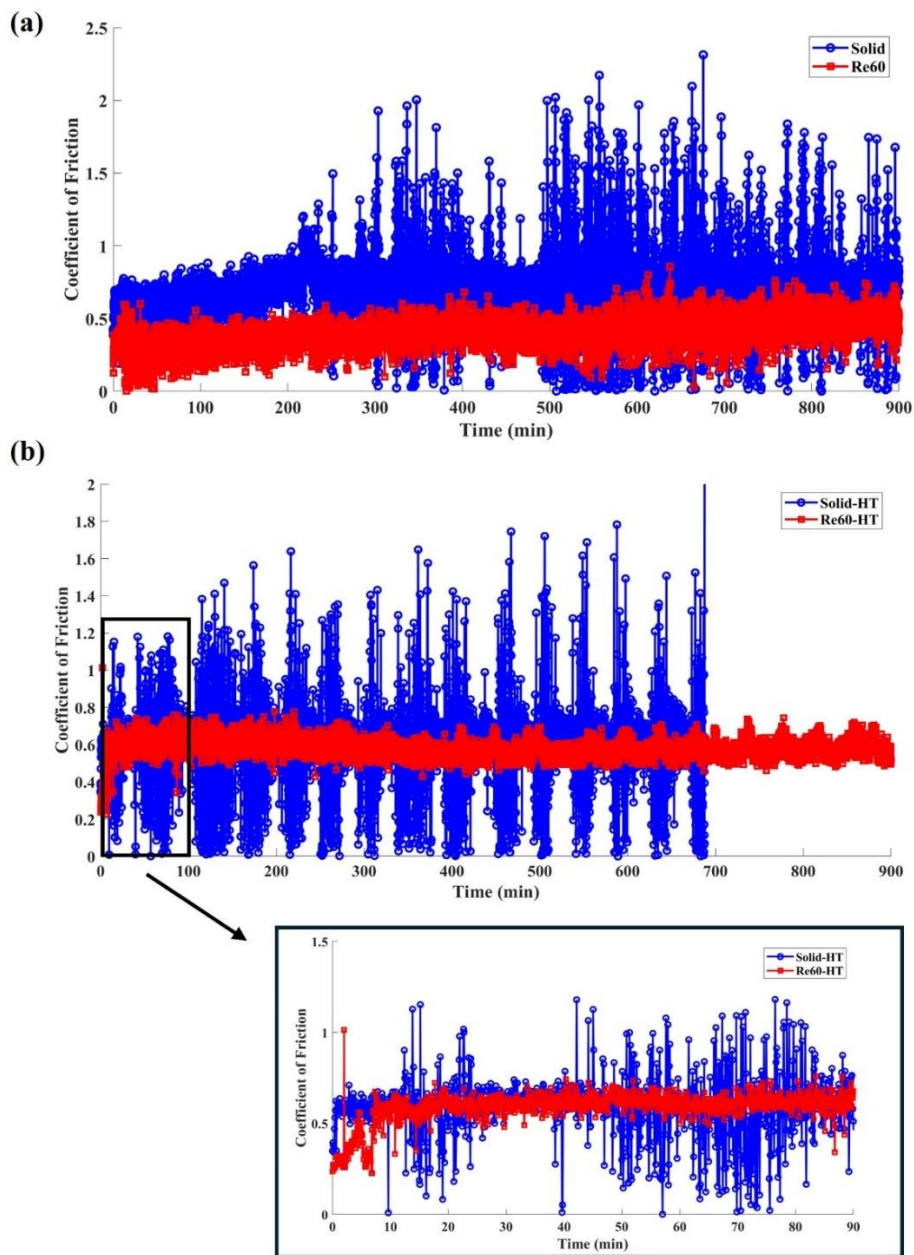 (a)
2.5
2
1.5
1
0.5
0
Coefficient of Friction
Solid
Re60
0 100 200 300 400 500 600 700 800 900
Time (min)
(b)
2
1.8
1.6
1.4
1.2
1
0.8
0.6
0.4
0.2
0
Coefficient of Friction
Solid-HT
Re60-HT
0 100 200 300 400 500 600 700 800 900
Time (min)
1.5
1
0.5
0
Coefficient of Friction
Solid-HT
Re60-HT
0 10 20 30 40 50 60 70 80 90
Time (min)